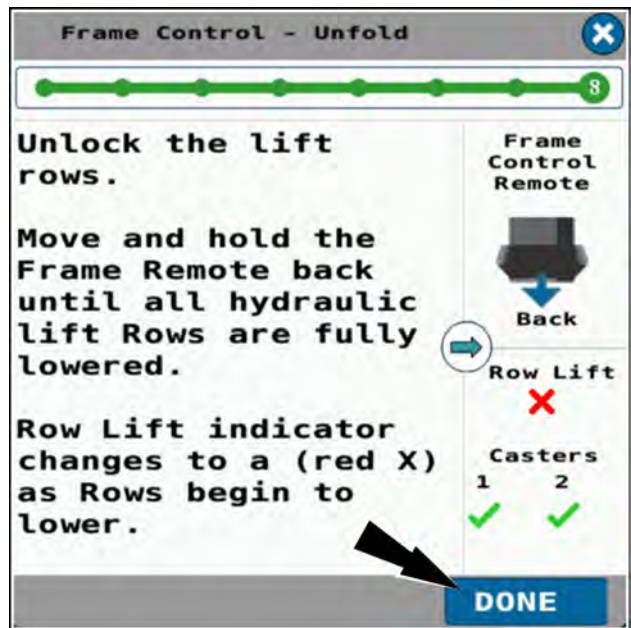 Frame Control - Unfold
8
Unlock the lift
rows.
Move and hold the
Frame Remote back
until all hydraulic
lift Rows are fully
lowered.
Row Lift indicator
changes to a (red X)
as Rows begin to
lower.
Frame
Control
Remote
Back
Row Lift
Casters
1 2
DONE